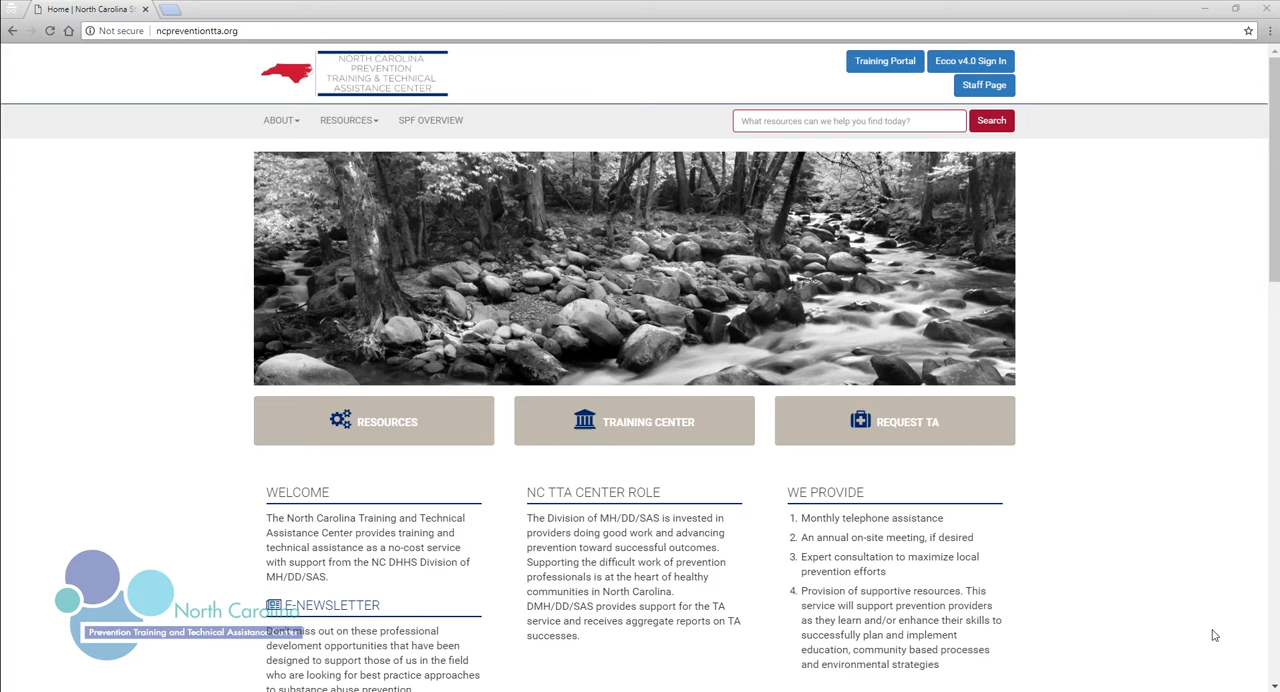 Home | North Carolina S
Not secure | ncpreventiontta.org
NORTH CAROLINA
PREVENTION
TRAINING & TECHNICAL
ASSISTANCE CENTER
Training Portal
Ecco v4.0 Sign In
Staff Page
ABOUT
RESOURCES
SPF OVERVIEW
What resources can we help you find today?
Search
RESOURCES
TRAINING CENTER
REQUEST TA
WELCOME
The North Carolina Training and Technical
Assistance Center provides training and
technical assistance as a no-cost service
with support from the NC DHHS Division of
MH/DD/SAS.
E-NEWSLETTER
Don't miss out on these professional
develoment opportunities that have been
designed to support those of us in the field
who are looking for best practice approaches
to substance abuse prevention
NC TTA CENTER ROLE
The Division of MH/DD/SAS is invested in
providers doing good work and advancing
prevention toward successful outcomes.
Supporting the difficult work of prevention
professionals is at the heart of healthy
communities in North Carolina.
DMH/DD/SAS provides support for the TA
service and receives aggregate reports on TA
successes.
WE PROVIDE
1. Monthly telephone assistance
2. An annual on-site meeting, if desired
3. Expert consultation to maximize local
prevention efforts
4. Provision of supportive resources. This
service will support prevention providers
as they learn and/or enhance their skills to
successfully plan and implement
education, community based processes
and environmental strategies
North Carolina
Prevention Training and Technical Assistance Center